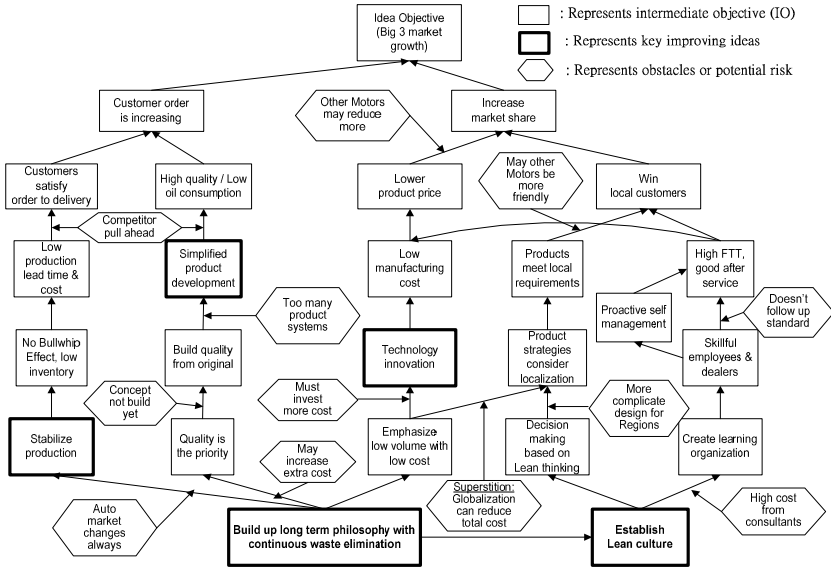 Idea Objective
(Big 3 market
growth)
: Represents intermediate objective (IO)
: Represents key improving ideas
: Represents obstacles or potential risk
Customer order
is increasing
Other Motors
may reduce
more
Increase
market share
Customers
satisfy
order to delivery
High quality / Low
oil consumption
Lower
product price
May other
Motors be
more
friendly
Win
local customers
Competitor
pull ahead
Low
production
lead time &
cost
Simplified
product
development
Low
manufacturing
cost
Products
meet local
requirements
High FTT,
good after
service
Too many
product
systems
Proactive self
management
Doesn't
follow up
standard
No Bullwhip
Effect, low
inventory
Build quality
from original
Technology
innovation
Product
strategies
consider
localization
Skillful
employees &
dealers
Concept
not build
yet
Must
invest
more cost
More
complicate
design for
Regions
Stabilize
production
Quality is
the priority
May
increase
extra cost
Emphasize
low volume with
low cost
Decision
making
based on
Lean thinking
Create learning
organization
Auto
market
changes
always
Build up long term philosophy with
continuous waste elimination
Superstition:
Globalization
can reduce
total cost
Establish
Lean culture
High cost
from
consultants